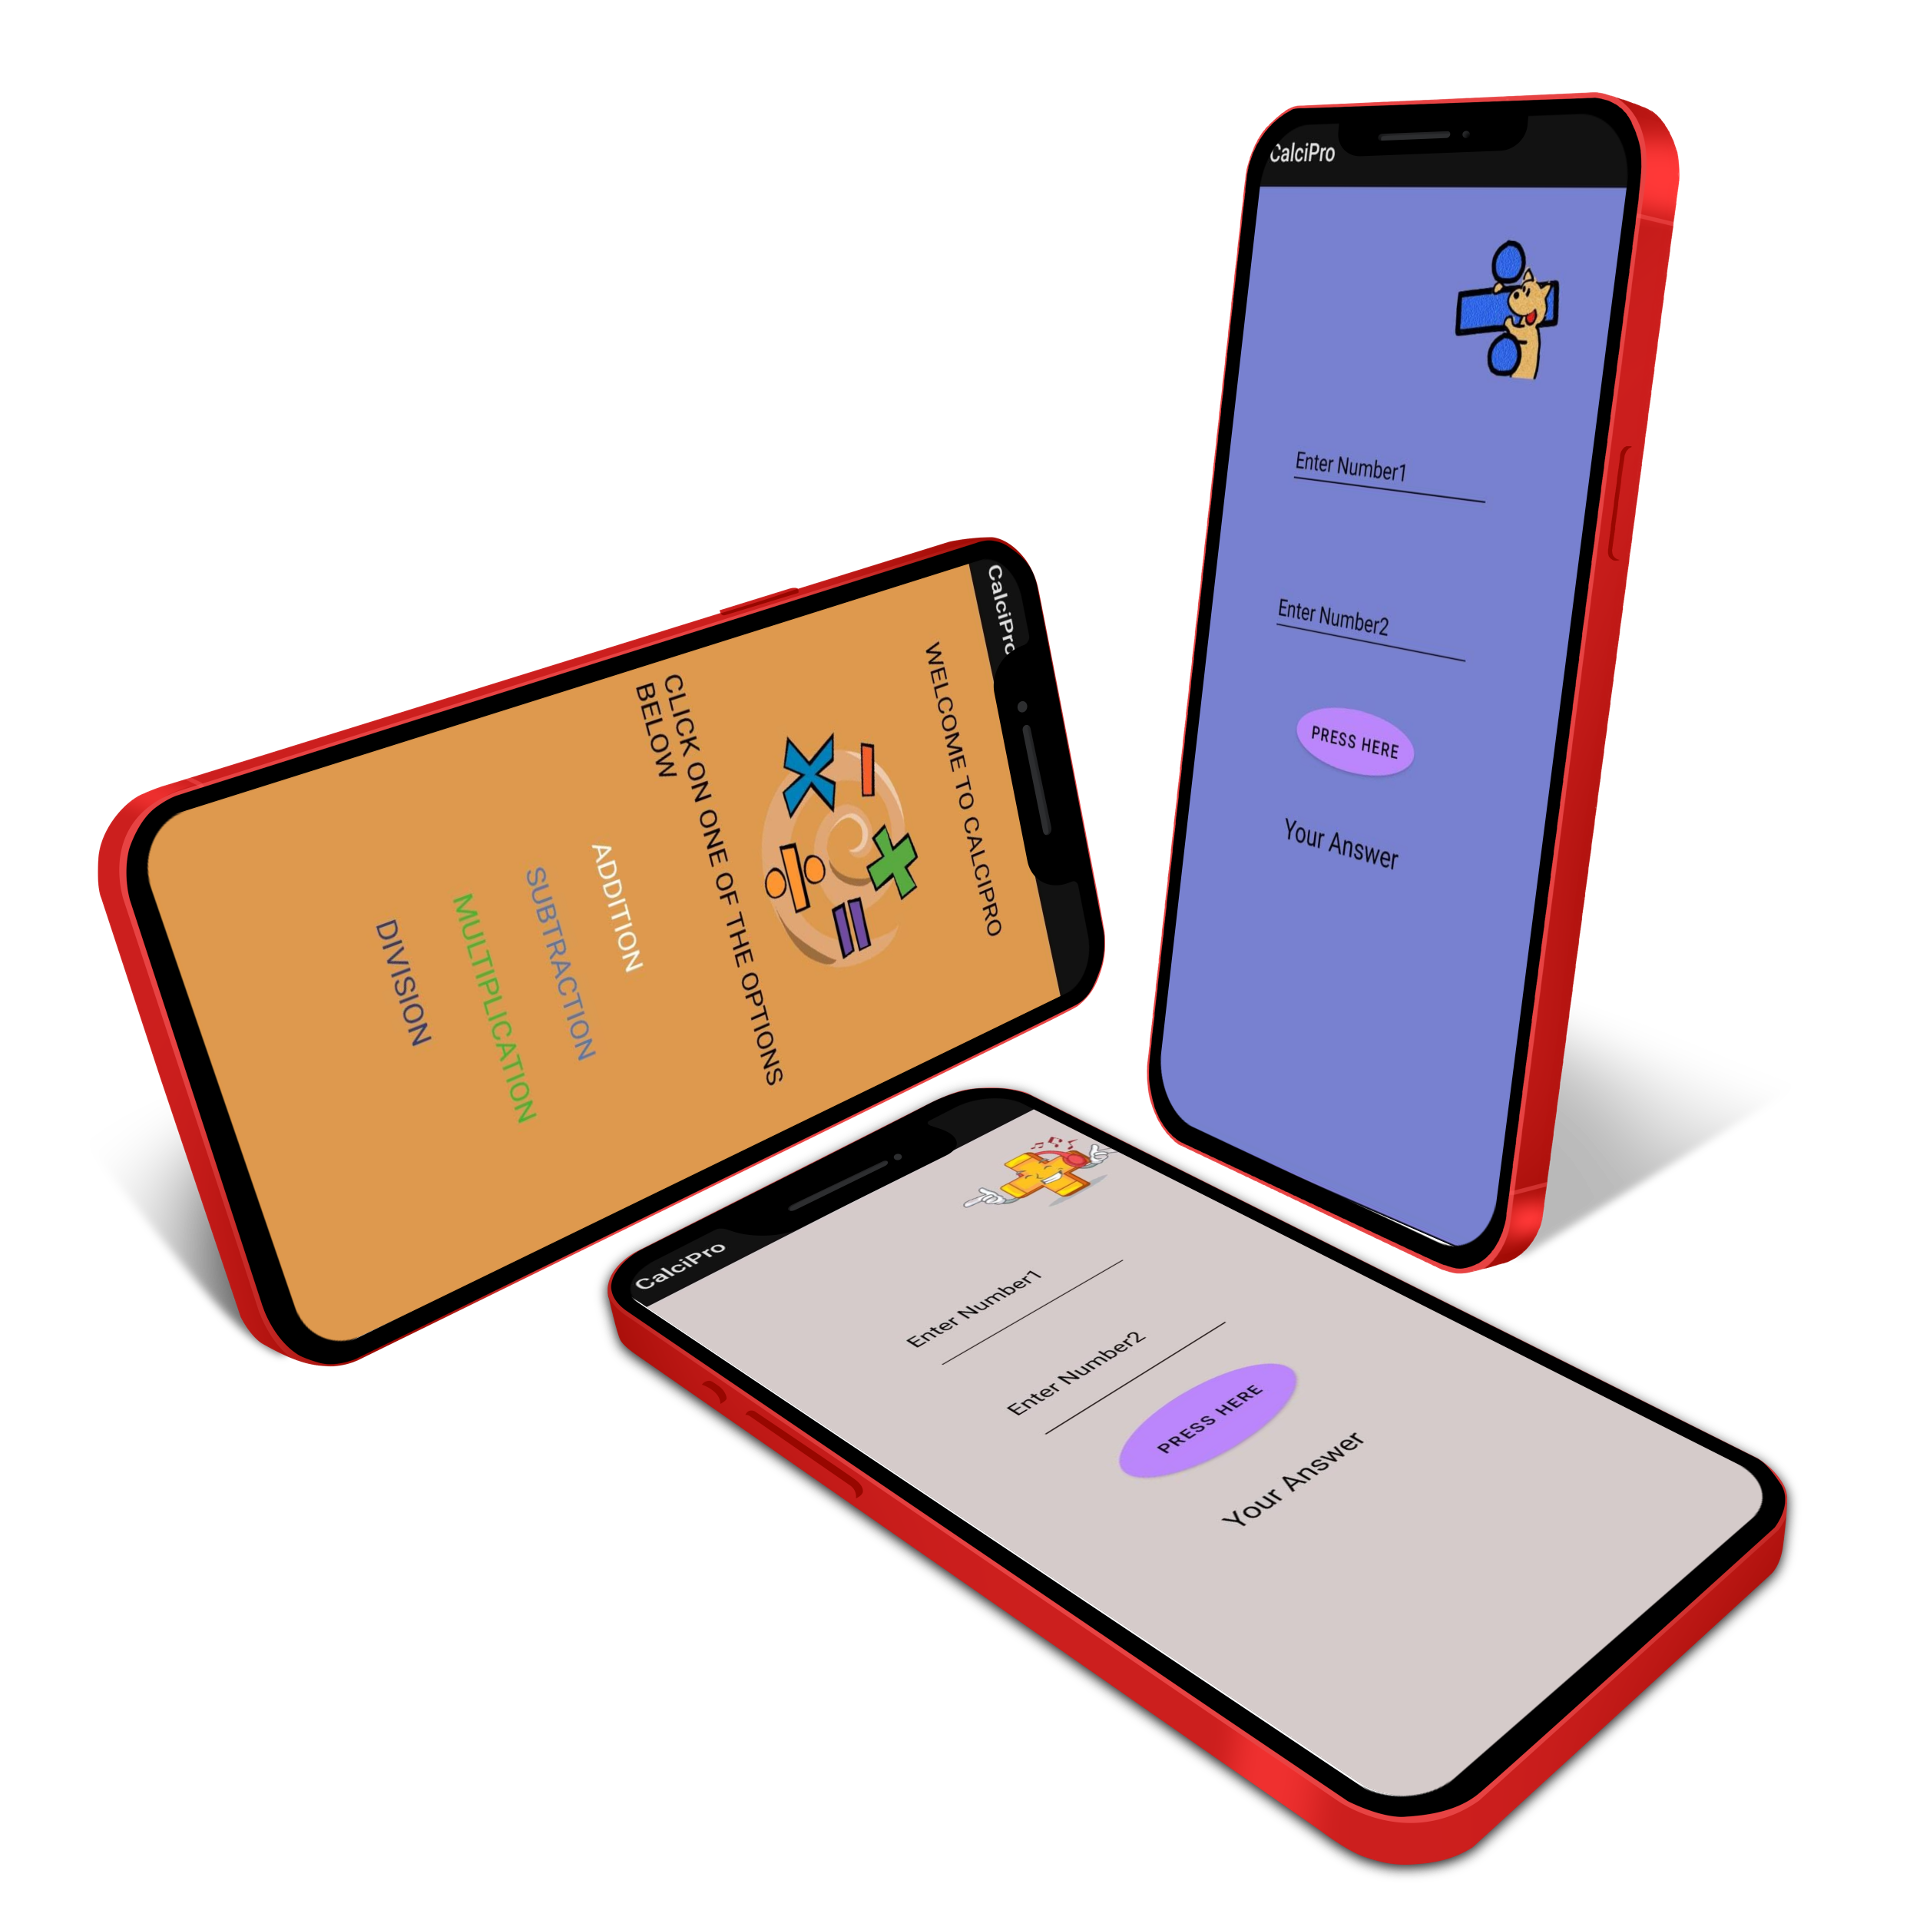 CalciPro
WELCOME TO CALCIPRO
CLICK ON ONE OF THE OPTIONS
BELOW
ADDITION
SUBTRACTION
MULTIPLICATION
DIVISION
CalciPro
Enter Number1
Enter Number2
PRESS HERE
Your Answer
CalciPro
Enter Number1
Enter Number2
PRESS HERE
Your Answer